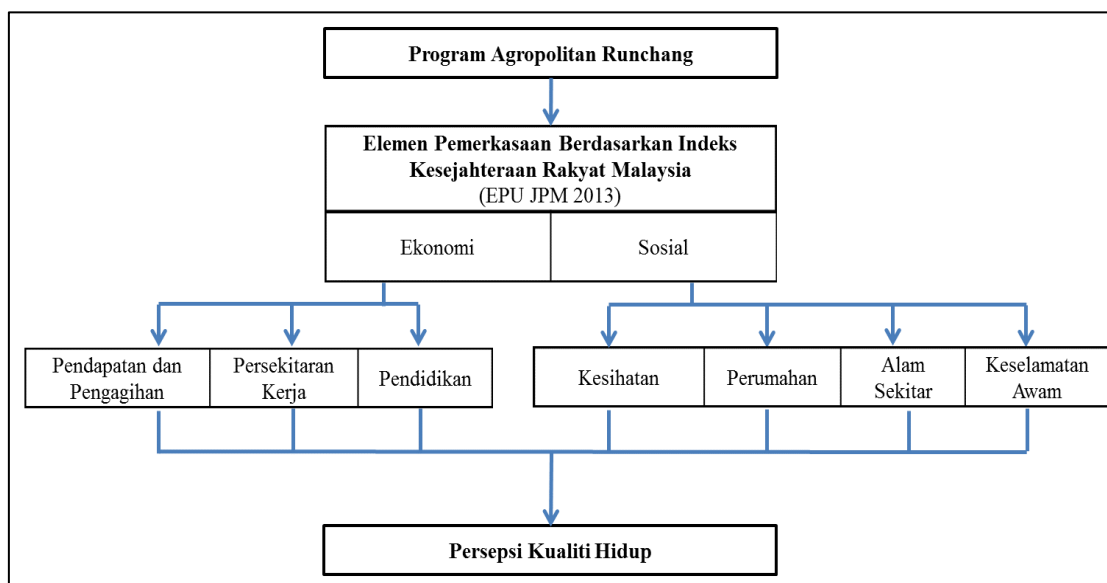 Program Agropolitan Runchang
Elemen Pemerkasaan Berdasarkan Indeks
Kesejahteraan Rakyat Malaysia
(EPU JPM 2013)
Ekonomi
Sosial
Pendapatan dan
Pengagihan
Persekitaran
Kerja
Pendidikan
Kesihatan
Perumahan
Alam
Sekitar
Keselamatan
Awam
Persepsi Kualiti Hidup